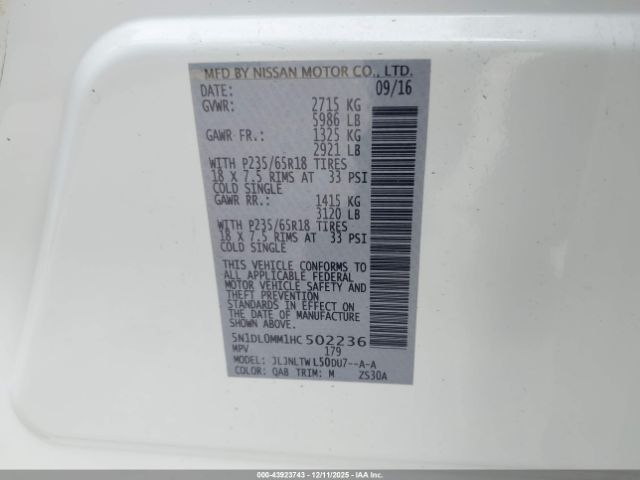 MFD BY NISSAN MOTOR CO., LTD.
DATE: 09/16
GVWR: 2715 KG
5986 LB
GAWR FR.: 1325 KG
2921 LB
WITH P235/65R18 TIRES
18 X 7.5 RIMS AT 33 PSI
COLD SINGLE
GAWR RR.: 1415 KG
3120 LB
WITH P235/65R18 TIRES
18 X 7.5 RIMS AT 33 PSI
COLD SINGLE
THIS VEHICLE CONFORMS TO
ALL APPLICABLE FEDERAL
MOTOR VEHICLE SAFETY AND
THEFT PREVENTION
STANDARDS IN EFFECT ON
THE DATE OF MANUFACTURE
SHOWN ABOVE.
5N1DL0MM1HC502236
MPV 179
MODEL: JLJNLTWL50DU7--A-A
COLOR: QAB TRIM: M ZS30A
000-43923743 - 12/11/2025 - IAAI.COM